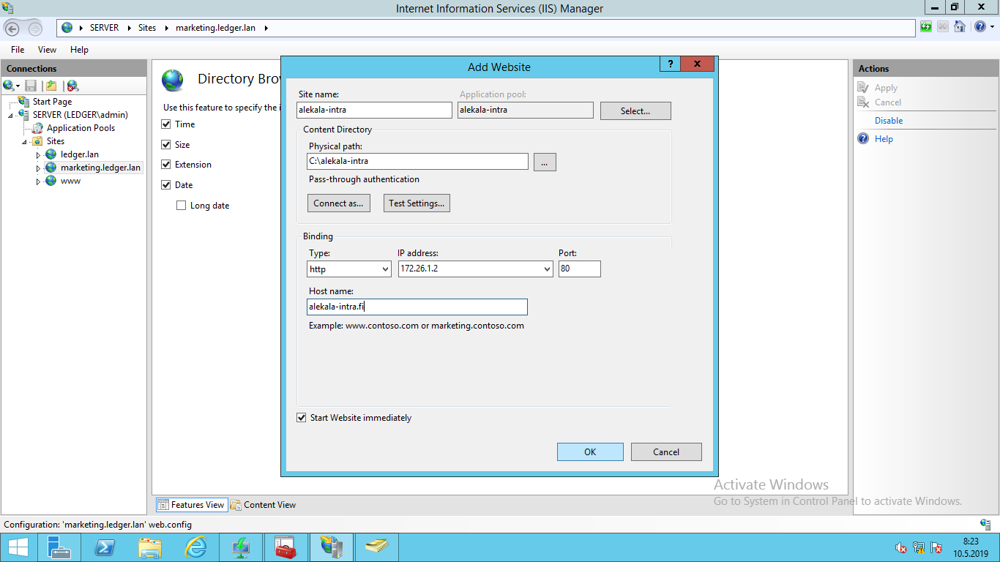 Internet Information Services (IIS) Manager
SERVER Sites marketing.ledger.lan
File View Help
Connections
Start Page
SERVER (LEDGER\admin)
Application Pools
Sites
ledger.lan
marketing.ledger.lan
www
Directory Bro
Use this feature to specify the i
Time
Size
Extension
Date
Long date
Add Website
? X
Site name: Application pool:
alekala-intra alekala-intra Select...
Content Directory
Physical path:
C:\alekala-intra ...
Pass-through authentication
Connect as... Test Settings...
Binding
Type: IP address: Port:
http 172.26.1.2 80
Host name:
alekala-intra.fi
Example: www.contoso.com or marketing.contoso.com
Start Website immediately
OK Cancel
Actions
Apply
Cancel
Disable
Help
Activate Windows
Go to System in Control Panel to activate Windows.
Features View Content View
Configuration: 'marketing.ledger.lan' web.config
8:23
10.5.2019